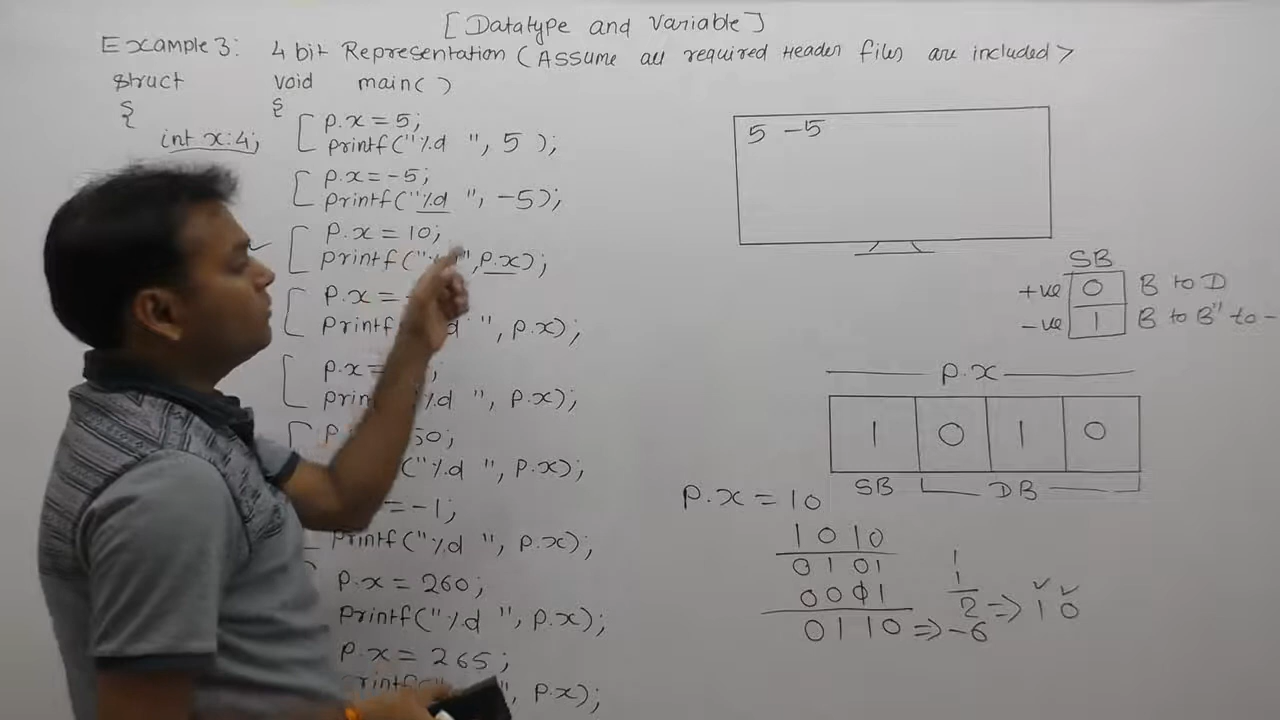 [Datatype and Variable]
Example 3: 4 bit Representation (Assume all required Header files are included>
struct void main( )
{ {
int x:4; p.x = 5;
printf("%d ", 5 );
p.x = -5;
printf("%d ", -5);
p.x = 10;
printf("% ",p.x);
p.x = -
printf( d ", p.x);
p.x = ;
prin %d ", p.x);
p 50;
("%d ", p.x);
= -1;
printf("%d ", p.x);
p.x = 260;
printf("%d ", p.x);
p.x = 265;
printf(" ", p.x);
5 -5
SB
+ve 0 B to D
-ve 1 B to B" to -
p.x
1 0 1 0
SB DB
p.x = 10
1 0 1 0
0 1 0 1
0 0 0 1
0 1 1 0 => -6
1
1
2 => 1 0